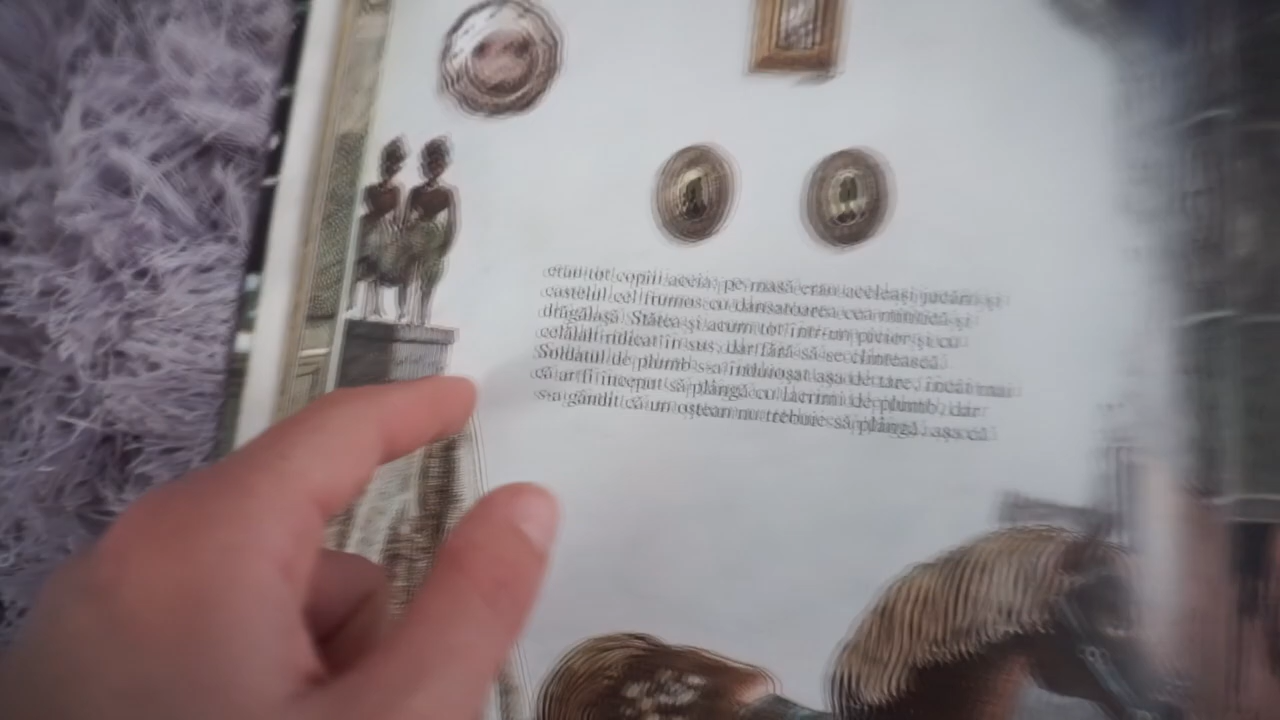 erau tot copiii aceia; pe masă erau aceleași jucării și
castelul cel frumos cu dansatoarea cea mititică și
drăgălașă. Stătea și acum tot într-un picior și cu
celălalt ridicat în sus, dar fără să se clintească.
Soldatul de plumb s-a înduioșat așa de tare, încât mai
că ar fi început să plângă cu lacrimi de plumb, dar
s-a gândit că un oștean nu trebuie să plângă, așa că